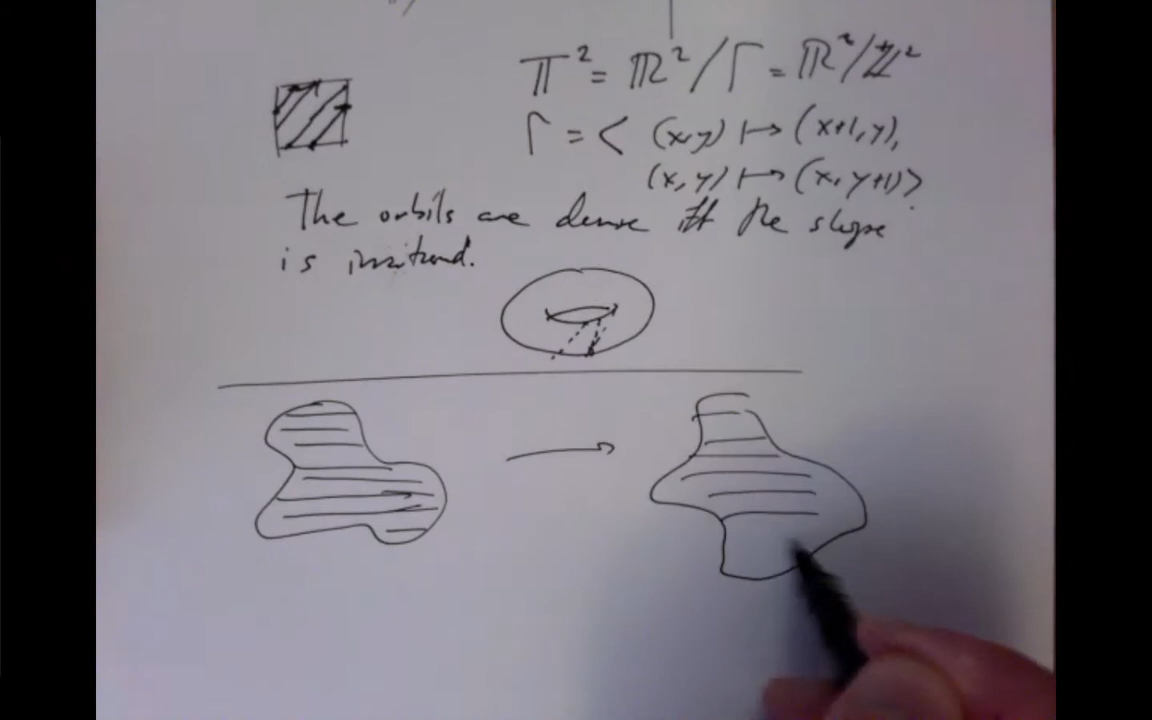 𝕋² = ℝ²/Γ = ℝ²/ℤ²
Γ = < (x,y) ↦ (x+1,y),
(x,y) ↦ (x,y+1)>.
The orbits are dense iff the slope
is irrational.